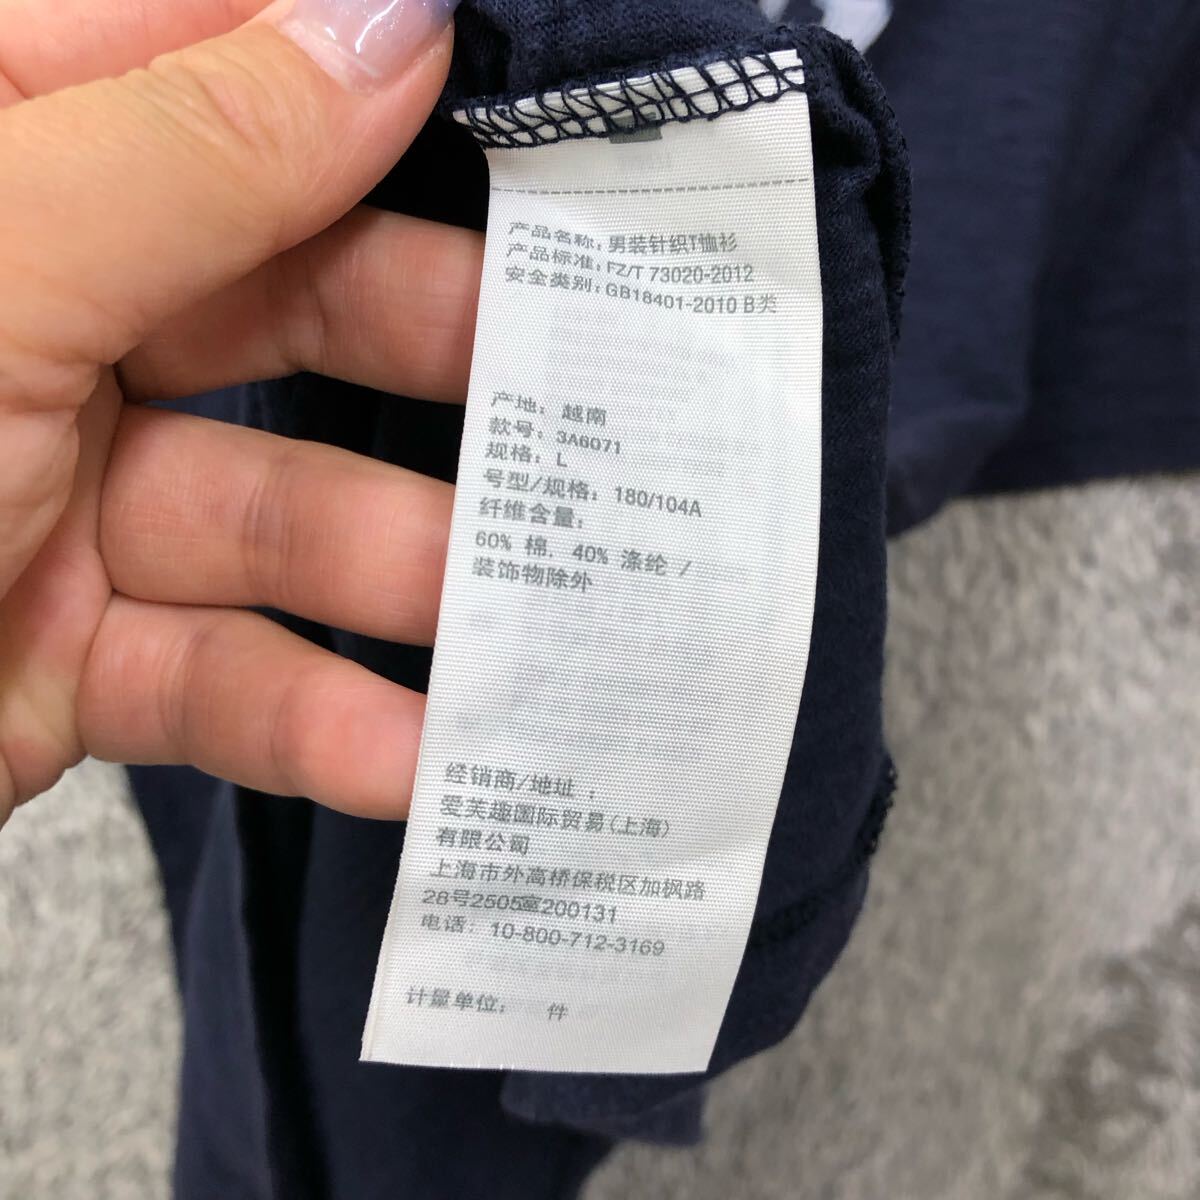 产品名称: 男装针织T恤衫
产品标准: FZ/T 73020-2012
安全类别: GB18401-2010 B类
产地: 越南
款号: 3A6071
规格: L
号型/规格: 180/104A
纤维含量:
60% 棉. 40% 涤纶 /
装饰物除外
经销商/地址 :
爱芙趣国际贸易(上海)
有限公司
上海市外高桥保税区加枫路
28号2505室200131
电话: 10-800-712-3169
计量单位: 件